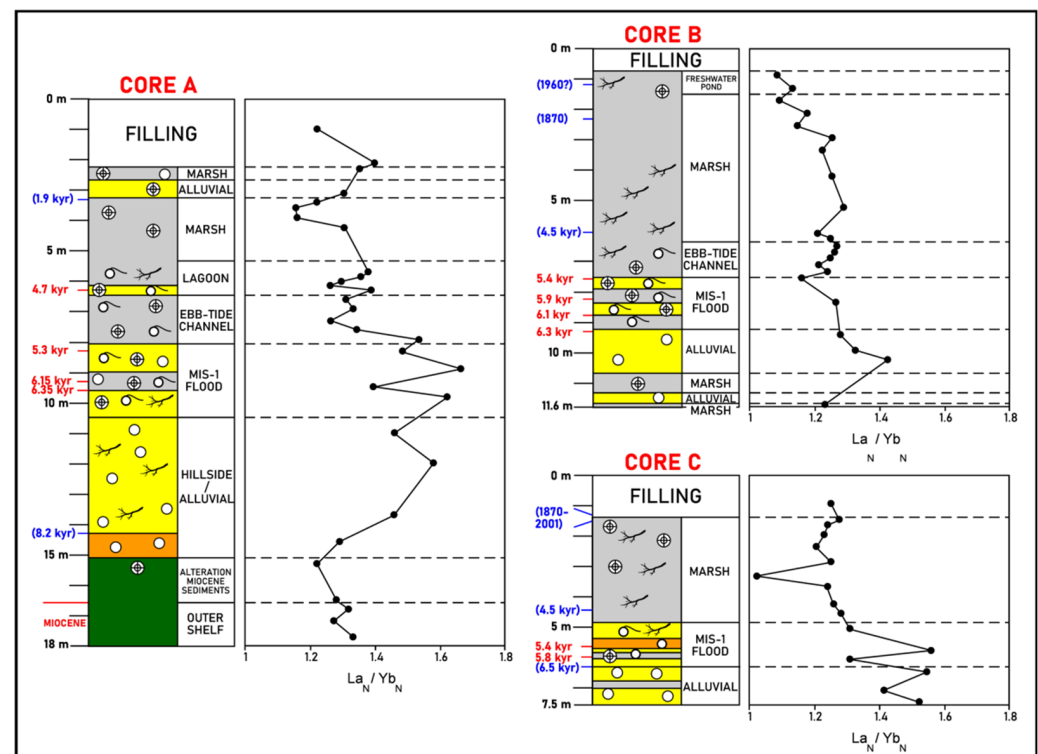 CORE A
0 m
FILLING
MARSH
ALLUVIAL
(1.9 kyr)
MARSH
5 m
LAGOON
4.7 kyr
EBB-TIDE
CHANNEL
5.3 kyr
MIS-1
FLOOD
6.15 kyr
6.35 kyr
10 m
HILLSIDE
/
ALLUVIAL
(8.2 kyr)
15 m
ALTERATION
MIOCENE
SEDIMENTS
MIOCENE
OUTER
SHELF
18 m
1 1.2 1.4 1.6 1.8
La N / Yb N
CORE B
0 m
FILLING
FRESHWATER
POND
(1960?)
(1870)
MARSH
5 m
(4.5 kyr)
EBB-TIDE
CHANNEL
5.4 kyr
5.9 kyr
MIS-1
FLOOD
6.1 kyr
6.3 kyr
10 m
ALLUVIAL
MARSH
ALLUVIAL
11.6 m
MARSH
1 1.2 1.4 1.6 1.8
La N / Yb N
CORE C
0 m
FILLING
(1870-
2001)
MARSH
(4.5 kyr)
5 m
MIS-1
FLOOD
5.4 kyr
5.8 kyr
(6.5 kyr)
ALLUVIAL
7.5 m
1 1.2 1.4 1.6 1.8
La N / Yb N